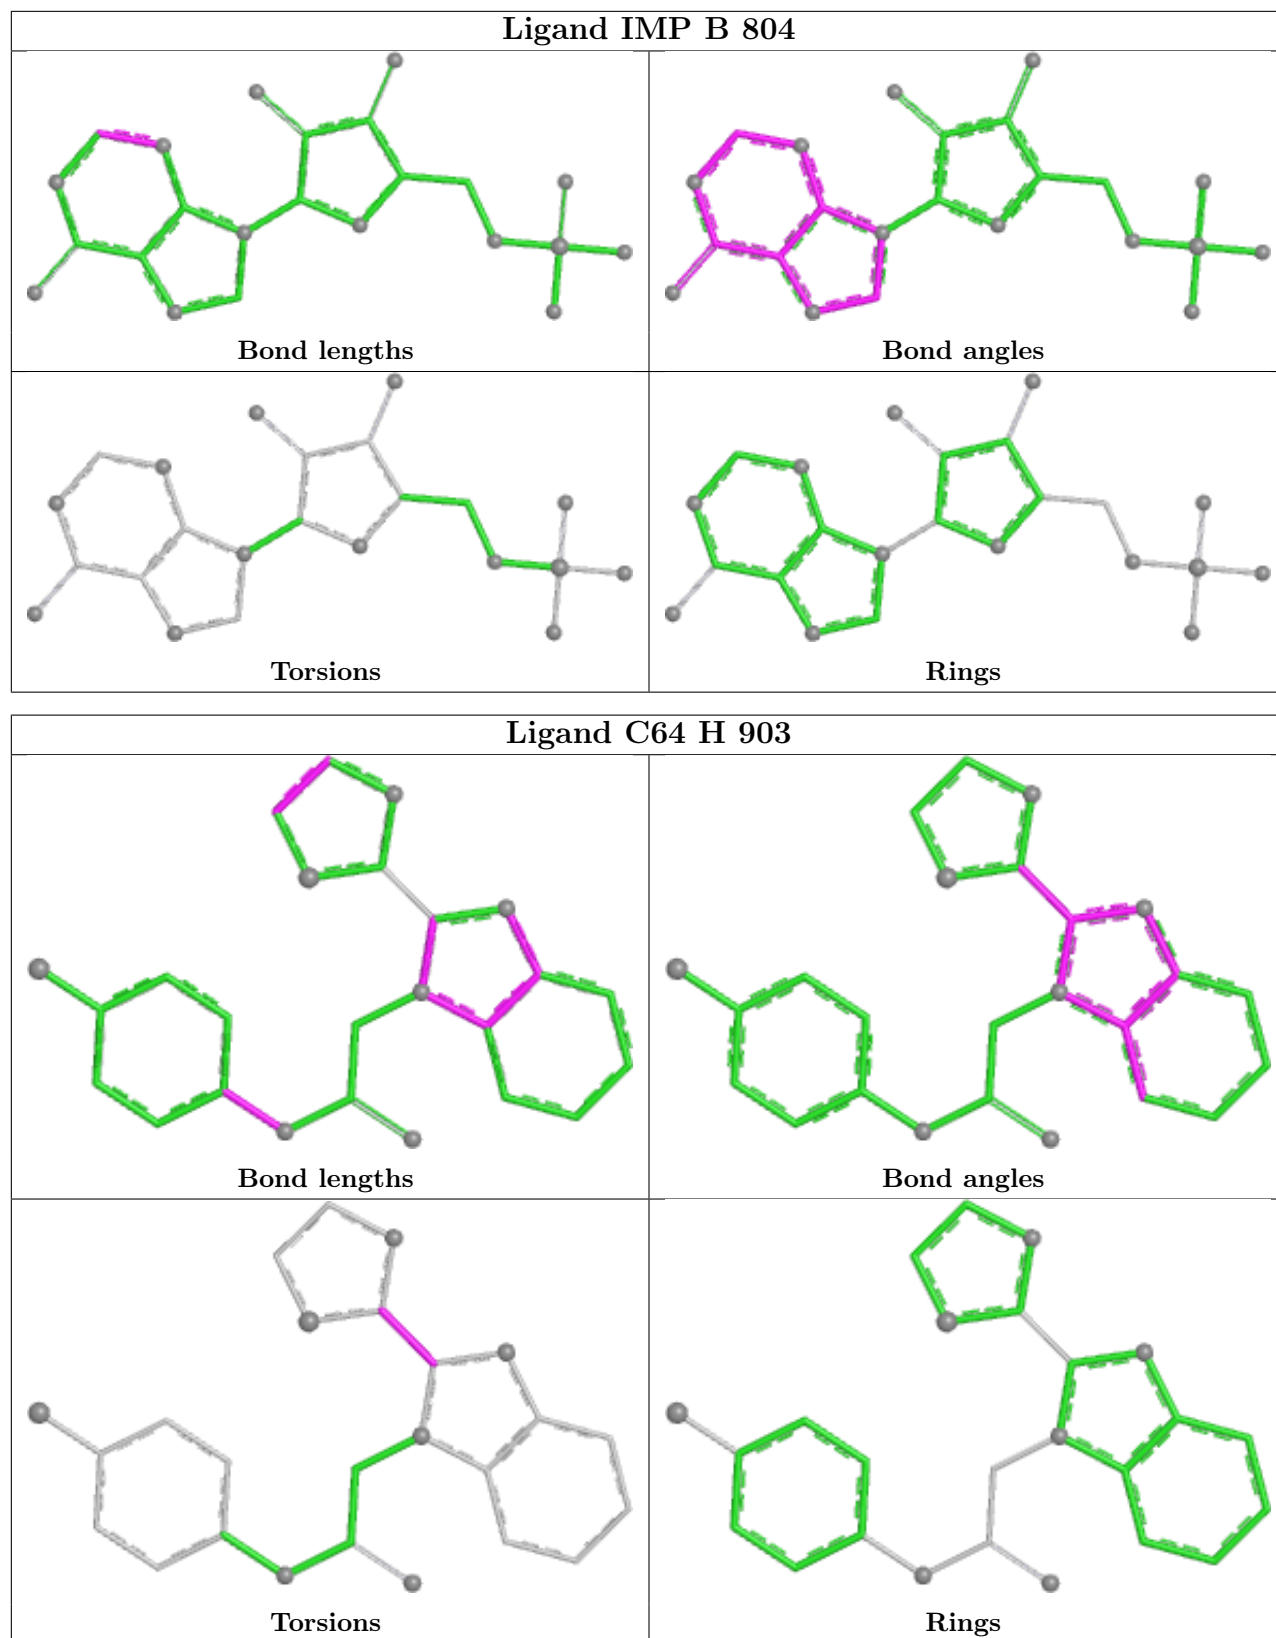 Ligand IMP B 804
Bond lengths
Bond angles
Torsions
Rings
Ligand C64 H 903
Bond lengths
Bond angles
Torsions
Rings